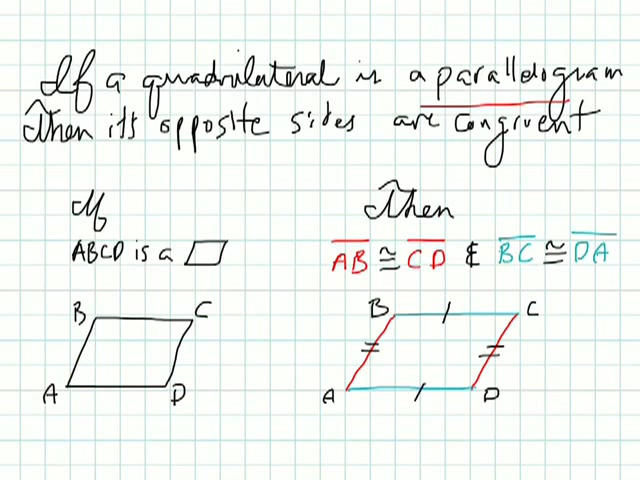 If a quadrilateral is a parallelogram
Then its opposite sides are congruent
If
Then
ABCD is a ▱
AB ≅ CD & BC ≅ DA
B C
A D
B C
A D